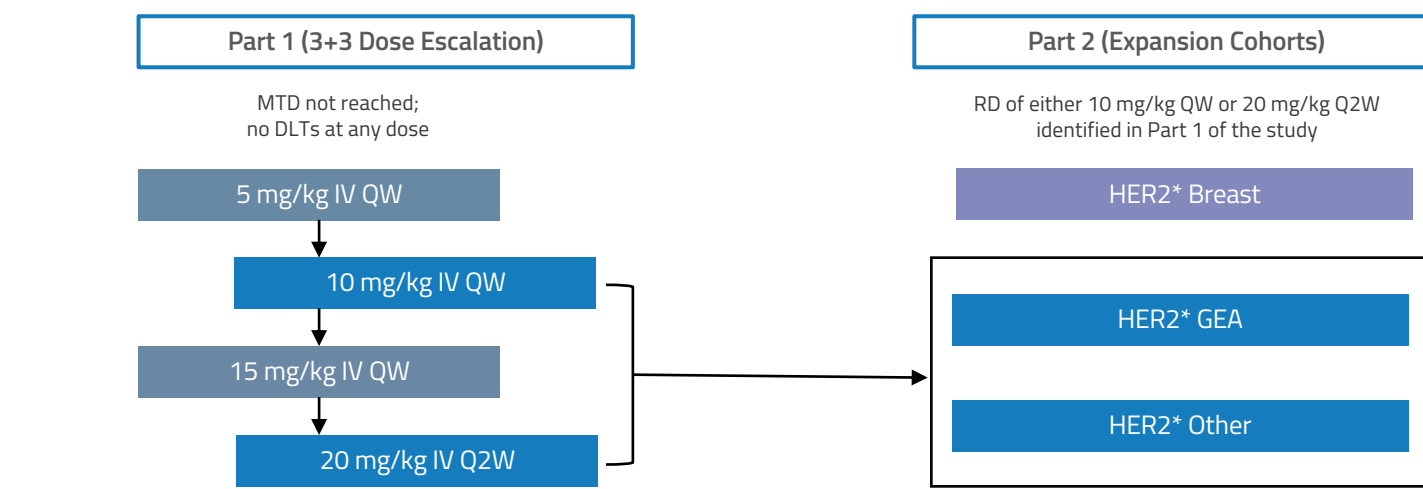 Part 1 (3+3 Dose Escalation)
MTD not reached;
no DLTs at any dose
5 mg/kg IV QW
10 mg/kg IV QW
15 mg/kg IV QW
20 mg/kg IV Q2W
Part 2 (Expansion Cohorts)
RD of either 10 mg/kg QW or 20 mg/kg Q2W
identified in Part 1 of the study
HER2* Breast
HER2* GEA
HER2* Other